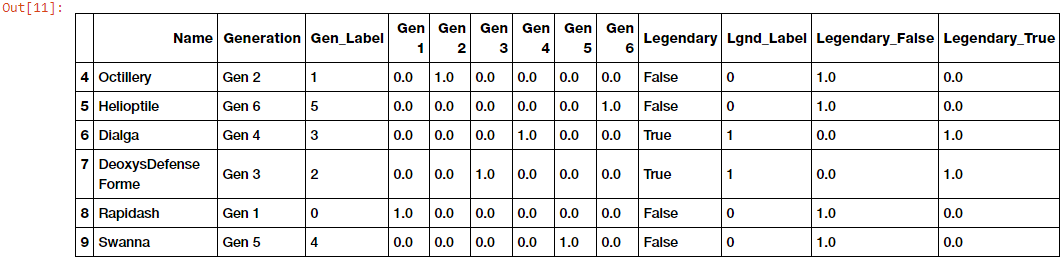 Out[11]:
Name Generation Gen_Label Gen 1 Gen 2 Gen 3 Gen 4 Gen 5 Gen 6 Legendary Lgnd_Label Legendary_False Legendary_True
4 Octillery Gen 2 1 0.0 1.0 0.0 0.0 0.0 0.0 False 0 1.0 0.0
5 Helioptile Gen 6 5 0.0 0.0 0.0 0.0 0.0 1.0 False 0 1.0 0.0
6 Dialga Gen 4 3 0.0 0.0 0.0 1.0 0.0 0.0 True 1 0.0 1.0
7 DeoxysDefense Forme Gen 3 2 0.0 0.0 1.0 0.0 0.0 0.0 True 1 0.0 1.0
8 Rapidash Gen 1 0 1.0 0.0 0.0 0.0 0.0 0.0 False 0 1.0 0.0
9 Swanna Gen 5 4 0.0 0.0 0.0 0.0 1.0 0.0 False 0 1.0 0.0